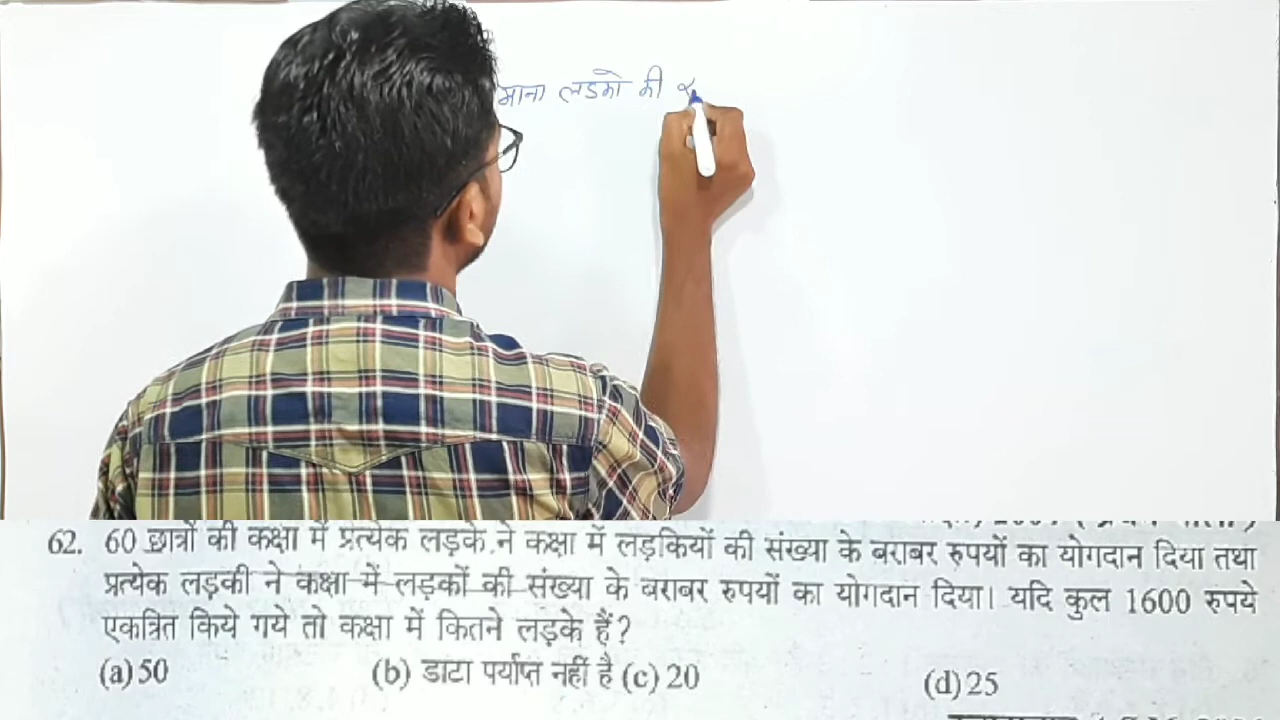 माना लडको की
62. 60 छात्रों की कक्षा में प्रत्येक लड़के ने कक्षा में लड़कियों की संख्या के बराबर रुपयों का योगदान दिया तथा
प्रत्येक लड़की ने कक्षा में लड़कों की संख्या के बराबर रुपयों का योगदान दिया। यदि कुल 1600 रुपये
एकत्रित किये गये तो कक्षा में कितने लड़के हैं?
(a) 50 (b) डाटा पर्याप्त नहीं है (c) 20 (d) 25